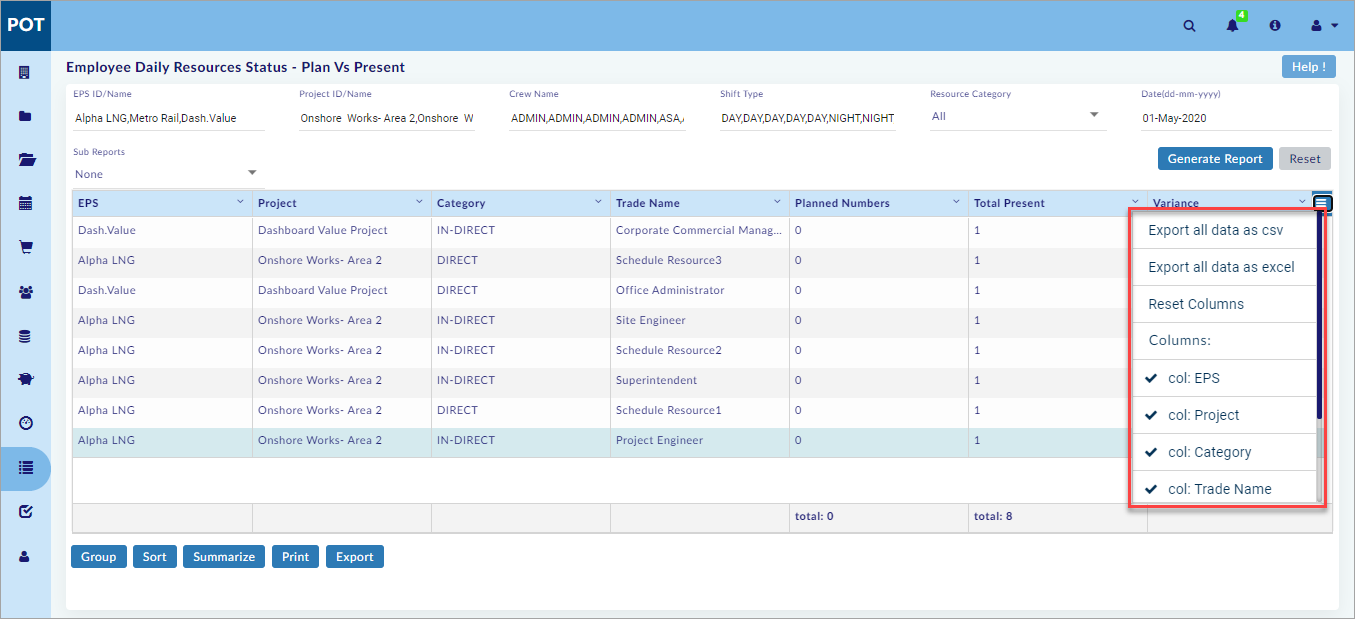 POT
4
Employee Daily Resources Status - Plan Vs Present
Help !
EPS ID/Name
Project ID/Name
Crew Name
Shift Type
Resource Category
Date(dd-mm-yyyy)
Alpha LNG,Metro Rail,Dash.Value
Onshore Works- Area 2,Onshore W
ADMIN,ADMIN,ADMIN,ADMIN,ASA,
DAY,DAY,DAY,DAY,DAY,NIGHT,NIGHT
All
01-May-2020
Sub Reports
None
Generate Report
Reset
EPS Project Category Trade Name Planned Numbers Total Present Variance
Dash.Value Dashboard Value Project IN-DIRECT Corporate Commercial Manag... 0 1
Alpha LNG Onshore Works- Area 2 DIRECT Schedule Resource3 0 1
Dash.Value Dashboard Value Project DIRECT Office Administrator 0 1
Alpha LNG Onshore Works- Area 2 IN-DIRECT Site Engineer 0 1
Alpha LNG Onshore Works- Area 2 IN-DIRECT Schedule Resource2 0 1
Alpha LNG Onshore Works- Area 2 IN-DIRECT Superintendent 0 1
Alpha LNG Onshore Works- Area 2 DIRECT Schedule Resource1 0 1
Alpha LNG Onshore Works- Area 2 IN-DIRECT Project Engineer 0 1
total: 0 total: 8
Export all data as csv
Export all data as excel
Reset Columns
Columns:
col: EPS
col: Project
col: Category
col: Trade Name
Group
Sort
Summarize
Print
Export